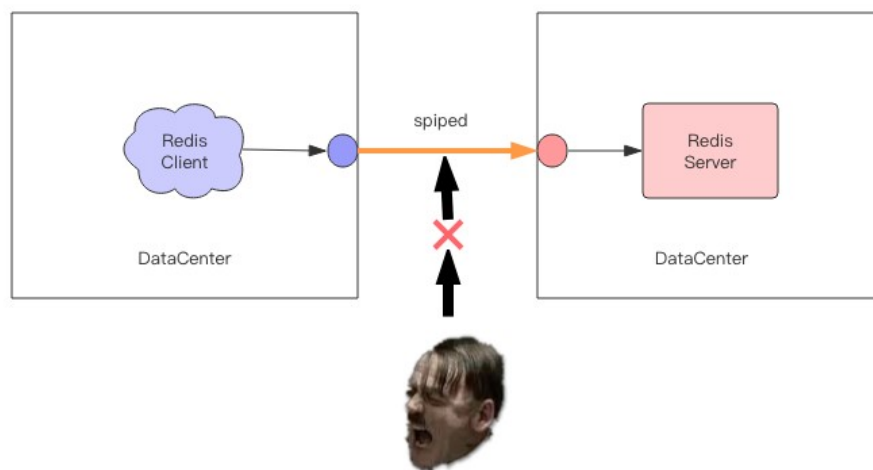 spiped
Redis
Client
Redis
Server
DataCenter
DataCenter